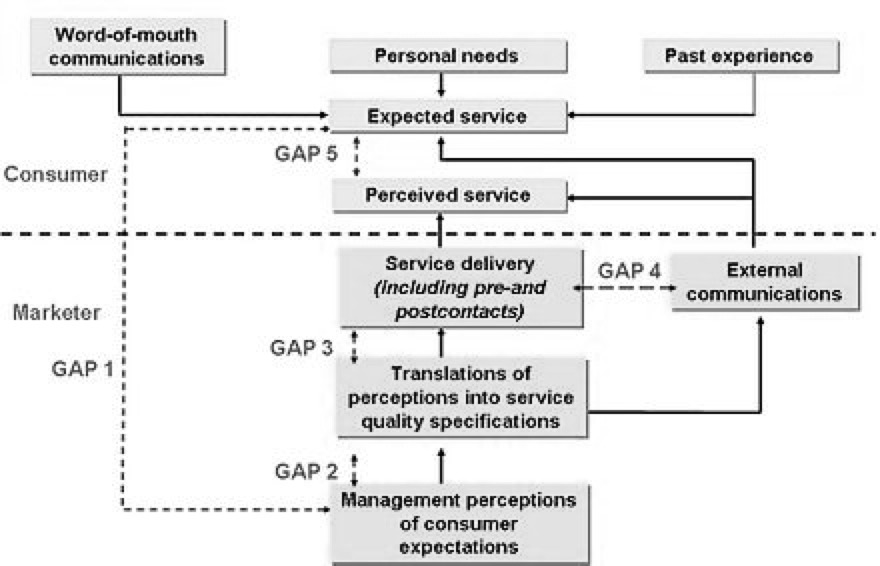 Word-of-mouth
communications
Personal needs
Past experience
Expected service
GAP 5
Consumer
Perceived service
Service delivery
(including pre-and
postcontacts)
GAP 4
External
communications
Marketer
GAP 3
GAP 1
Translations of
perceptions into service
quality specifications
GAP 2
Management perceptions
of consumer
expectations